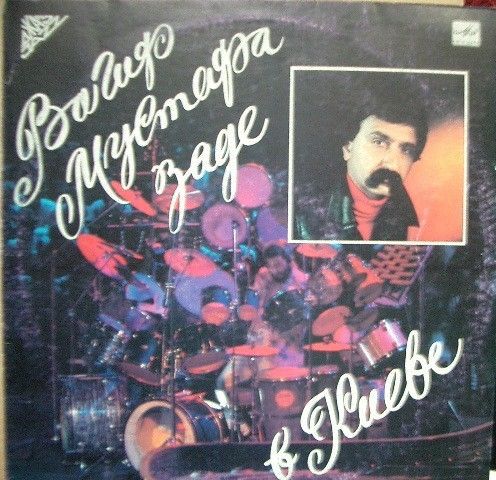 Вагиф
Мустафа
заде
в Киеве